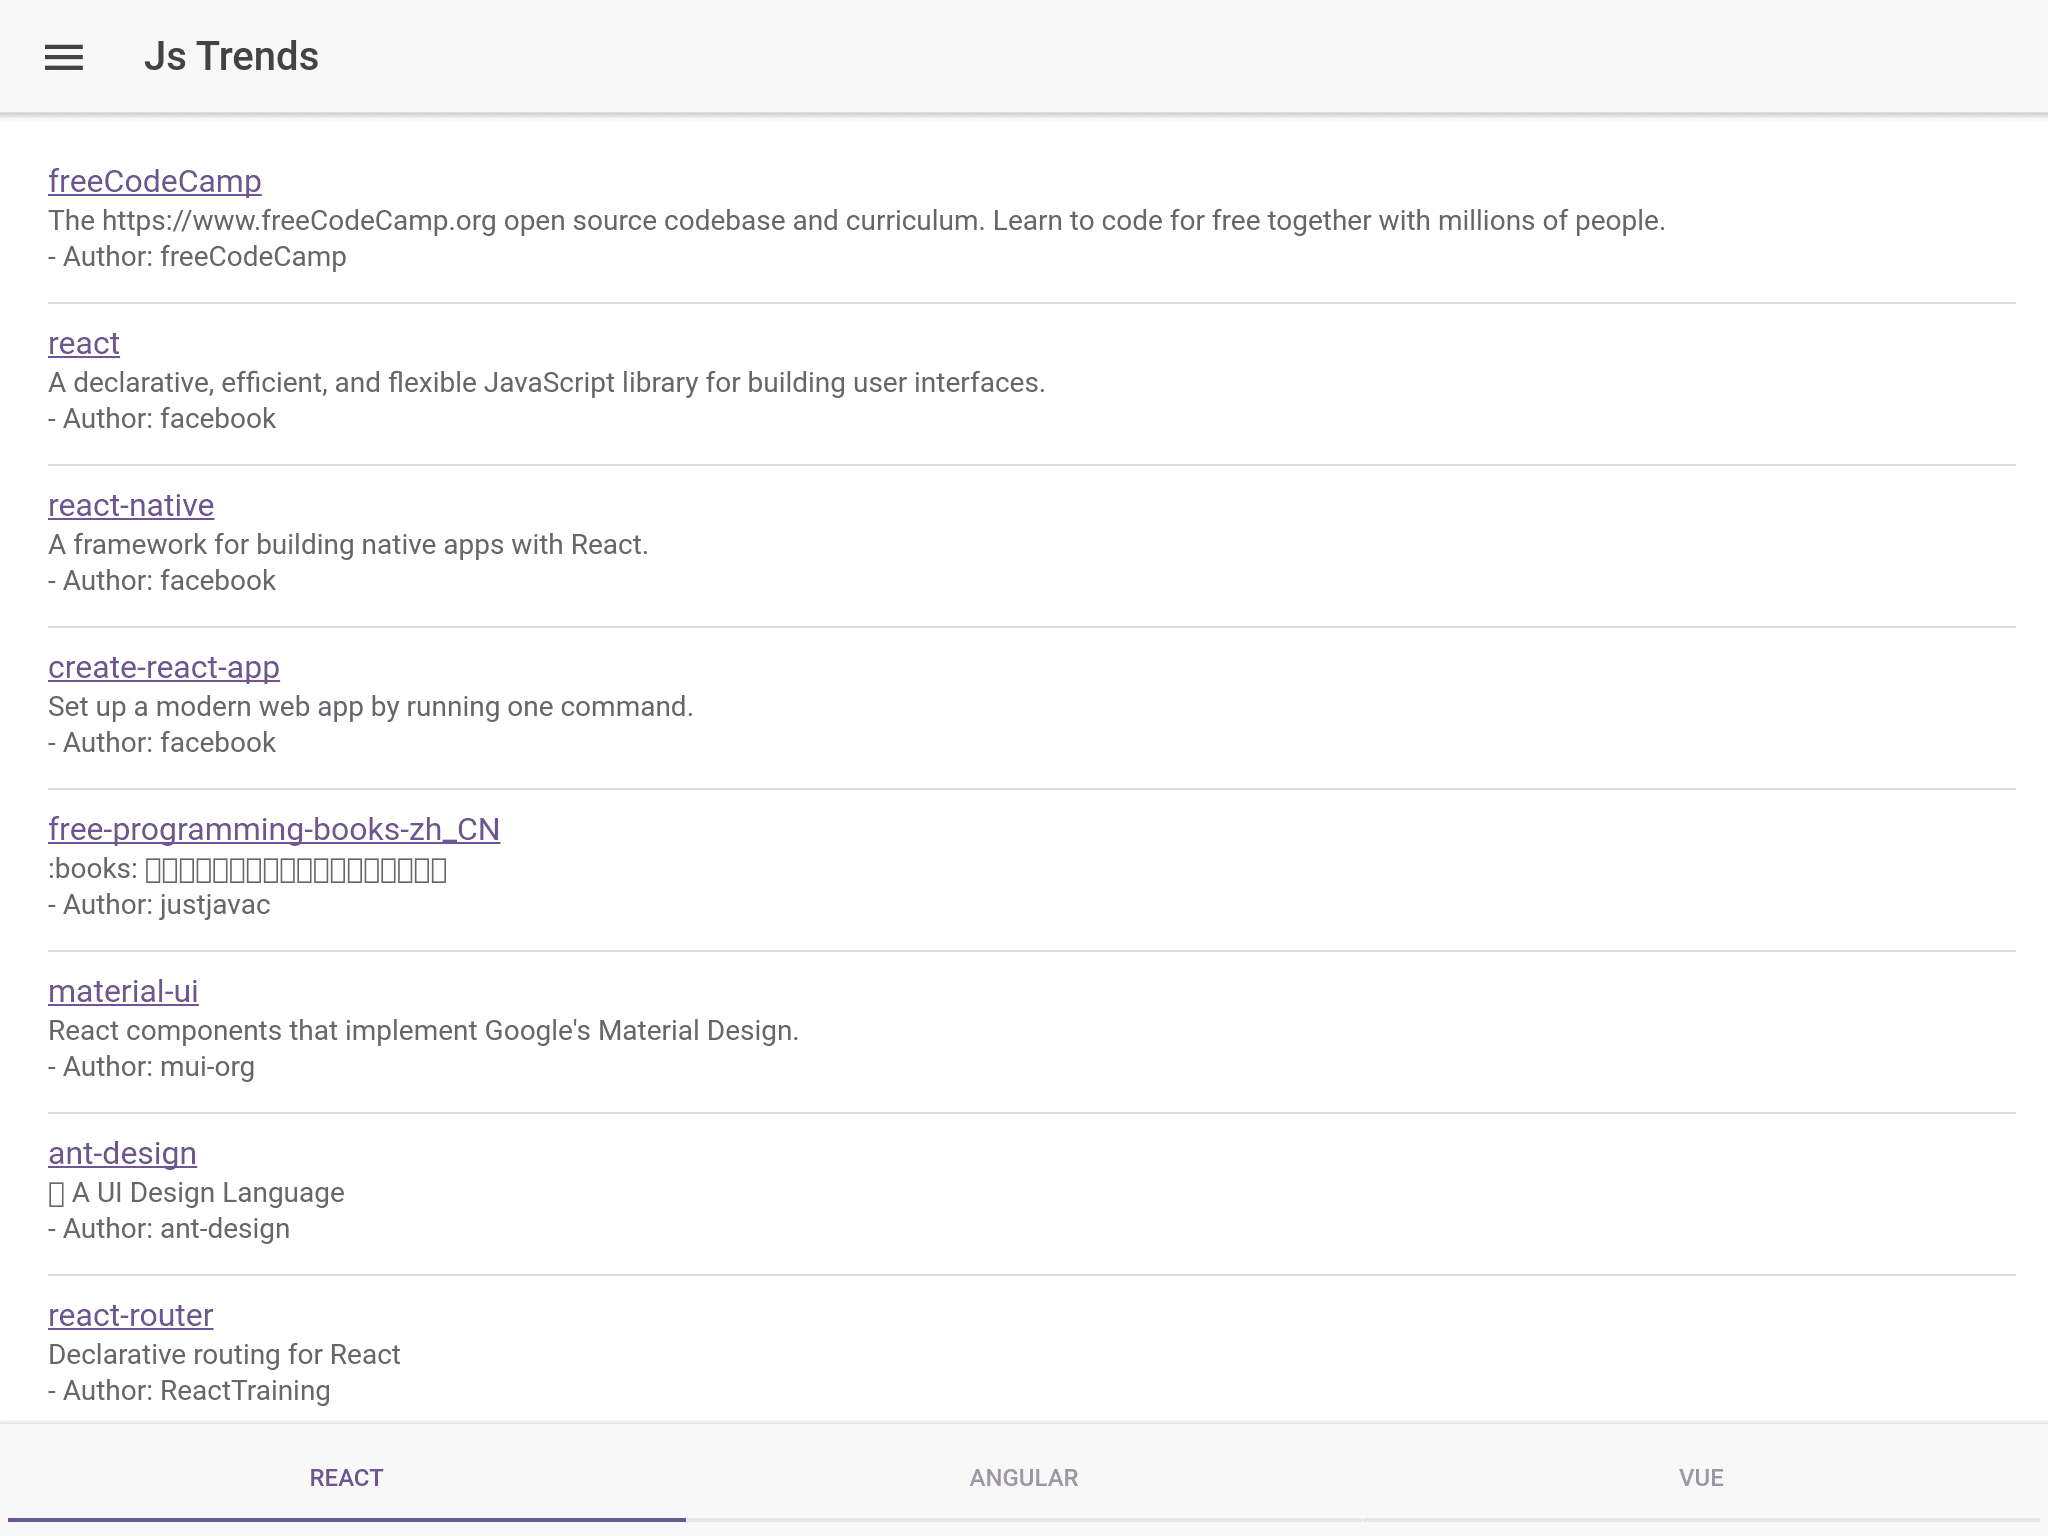 Js Trends
freeCodeCamp
The https://www.freeCodeCamp.org open source codebase and curriculum. Learn to code for free together with millions of people.
- Author: freeCodeCamp
react
A declarative, efficient, and flexible JavaScript library for building user interfaces.
- Author: facebook
react-native
A framework for building native apps with React.
- Author: facebook
create-react-app
Set up a modern web app by running one command.
- Author: facebook
free-programming-books-zh_CN
:books:
- Author: justjavac
material-ui
React components that implement Google's Material Design.
- Author: mui-org
ant-design
A UI Design Language
- Author: ant-design
react-router
Declarative routing for React
- Author: ReactTraining
REACT
ANGULAR
VUE